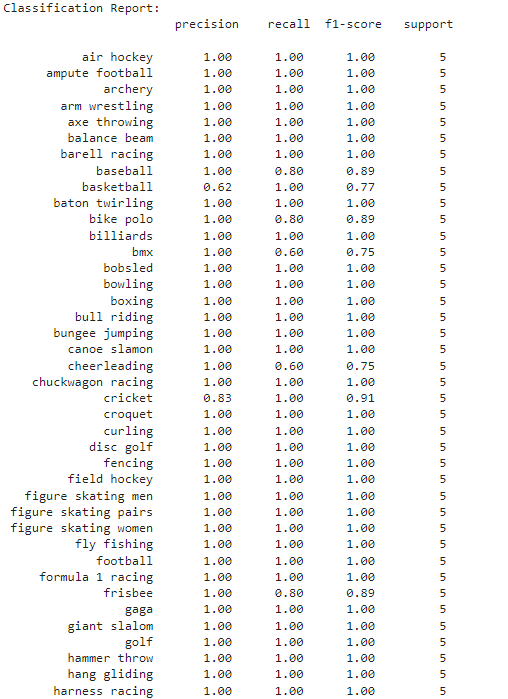 Classification Report:
precision recall f1-score support
air hockey 1.00 1.00 1.00 5
ampute football 1.00 1.00 1.00 5
archery 1.00 1.00 1.00 5
arm wrestling 1.00 1.00 1.00 5
axe throwing 1.00 1.00 1.00 5
balance beam 1.00 1.00 1.00 5
barell racing 1.00 1.00 1.00 5
baseball 1.00 0.80 0.89 5
basketball 0.62 1.00 0.77 5
baton twirling 1.00 1.00 1.00 5
bike polo 1.00 0.80 0.89 5
billiards 1.00 1.00 1.00 5
bmx 1.00 0.60 0.75 5
bobsled 1.00 1.00 1.00 5
bowling 1.00 1.00 1.00 5
boxing 1.00 1.00 1.00 5
bull riding 1.00 1.00 1.00 5
bungee jumping 1.00 1.00 1.00 5
canoe slamon 1.00 1.00 1.00 5
cheerleading 1.00 0.60 0.75 5
chuckwagon racing 1.00 1.00 1.00 5
cricket 0.83 1.00 0.91 5
croquet 1.00 1.00 1.00 5
curling 1.00 1.00 1.00 5
disc golf 1.00 1.00 1.00 5
fencing 1.00 1.00 1.00 5
field hockey 1.00 1.00 1.00 5
figure skating men 1.00 1.00 1.00 5
figure skating pairs 1.00 1.00 1.00 5
figure skating women 1.00 1.00 1.00 5
fly fishing 1.00 1.00 1.00 5
football 1.00 1.00 1.00 5
formula 1 racing 1.00 1.00 1.00 5
frisbee 1.00 0.80 0.89 5
gaga 1.00 1.00 1.00 5
giant slalom 1.00 1.00 1.00 5
golf 1.00 1.00 1.00 5
hammer throw 1.00 1.00 1.00 5
hang gliding 1.00 1.00 1.00 5
harness racing 1.00 1.00 1.00 5